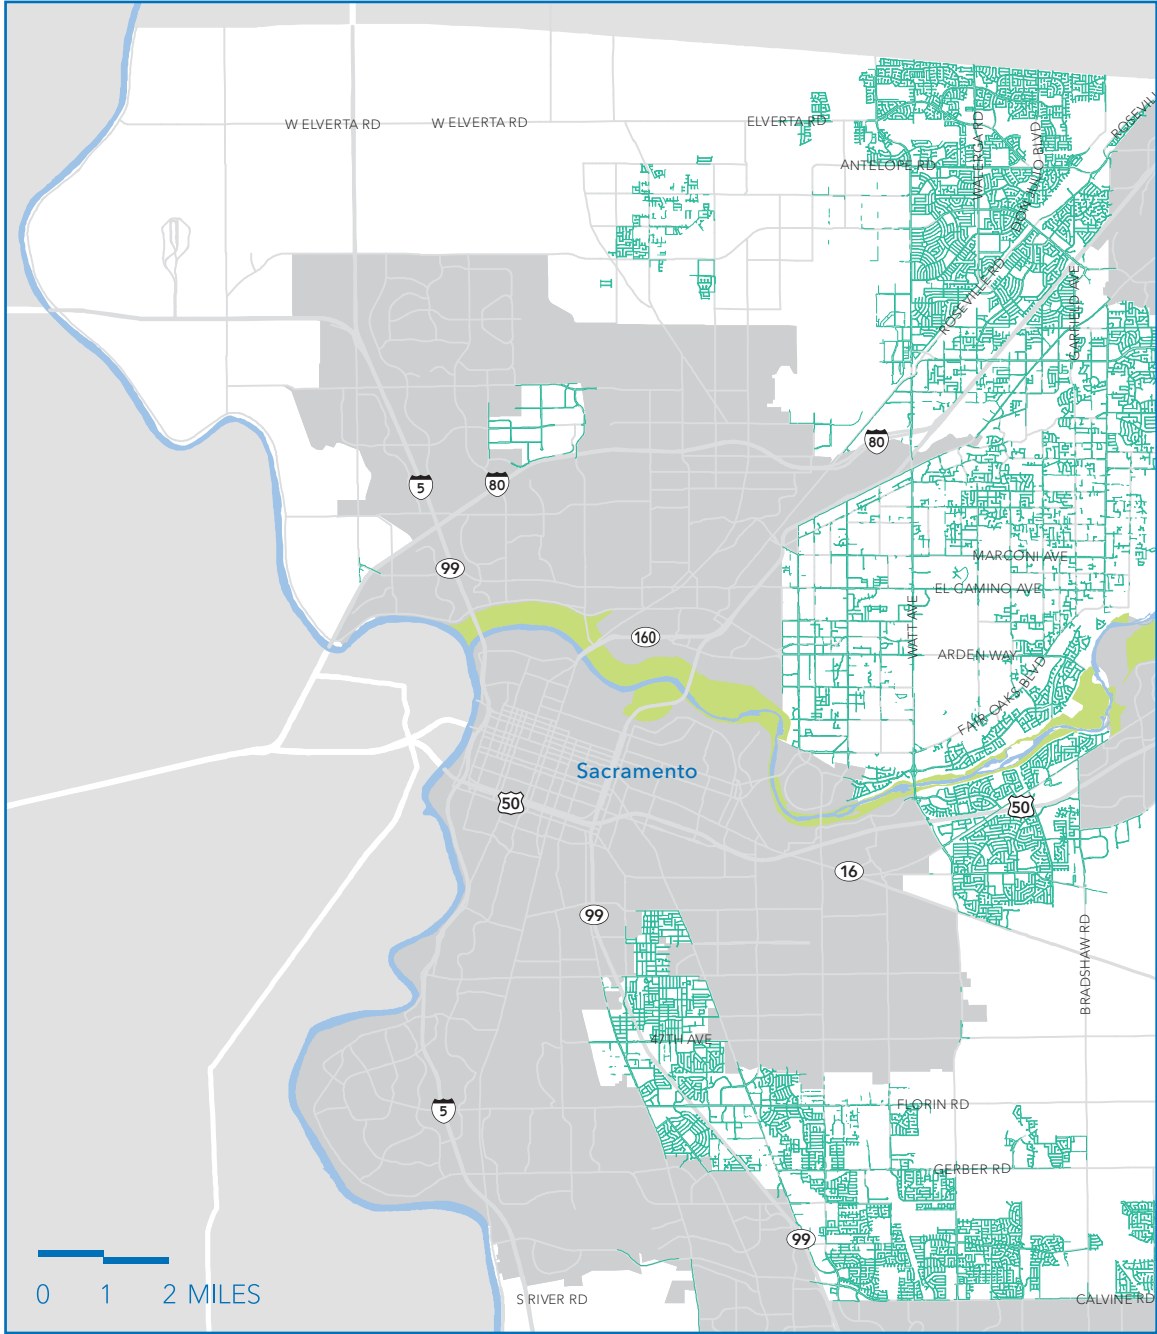 W ELVERTA RD
W ELVERTA RD
ELVERTA RD
ANTELOPE RD
WALERGA RD
DON JULIO BLVD
ROSEVIL
ROSEVILLE RD
GARFIELD AVE
80
5
80
99
MARCONI AVE
EL CAMINO AVE
WATT AVE
160
ARDEN WAY
FAIR OAKS BLVD
Sacramento
50
50
16
99
BRADSHAW RD
47TH AVE
5
FLORIN RD
GERBER RD
99
0 1 2 MILES
S RIVER RD
CALVINE RD